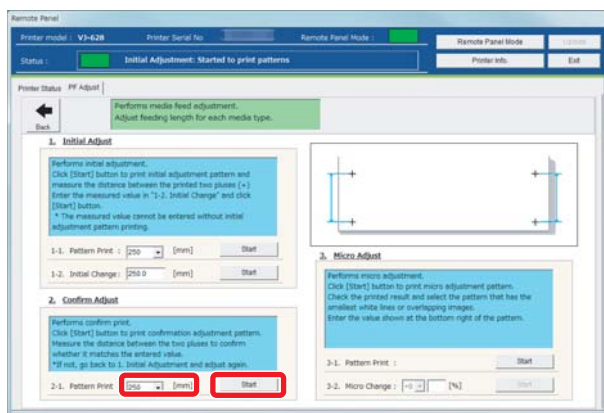 Remote Panel
Printer model : VJ-628 Printer Serial No Remote Panel Mode : Remote Panel Mode Update
Status : Initial Adjustment: Started to print patterns Printer Info. Exit
Printer Status PF Adjust
Back
Performs media feed adjustment.
Adjust feeding length for each media type.
1. Initial Adjust
Performs initial adjustment.
Click [Start] button to print initial adjustment pattern and
measure the distance between the printed two pluses (+)
Enter the measured value in "1-2. Initial Change" and click
[Start] button.
* The measured value cannot be entered without initial
adjustment pattern printing.
1-1. Pattern Print : 250 [mm] Start
1-2. Initial Change : 250.0 [mm] Start
2. Confirm Adjust
Performs confirm print.
Click [Start] button to print confirmation adjustment pattern.
Measure the distance between the two pluses to confirm
whether it matches the entered value.
*If not, go back to 1. Initial Adjustment and adjust again.
2-1. Pattern Print 250 [mm] Start
3. Micro Adjust
Performs micro adjustment.
Click [Start] button to print micro adjustment pattern.
Check the printed result and select the pattern that has the
smallest white lines or overlapping images.
Enter the value shown at the bottom right of the pattern.
3-1. Pattern Print : Start
3-2. Micro Change : +0 [%] Start